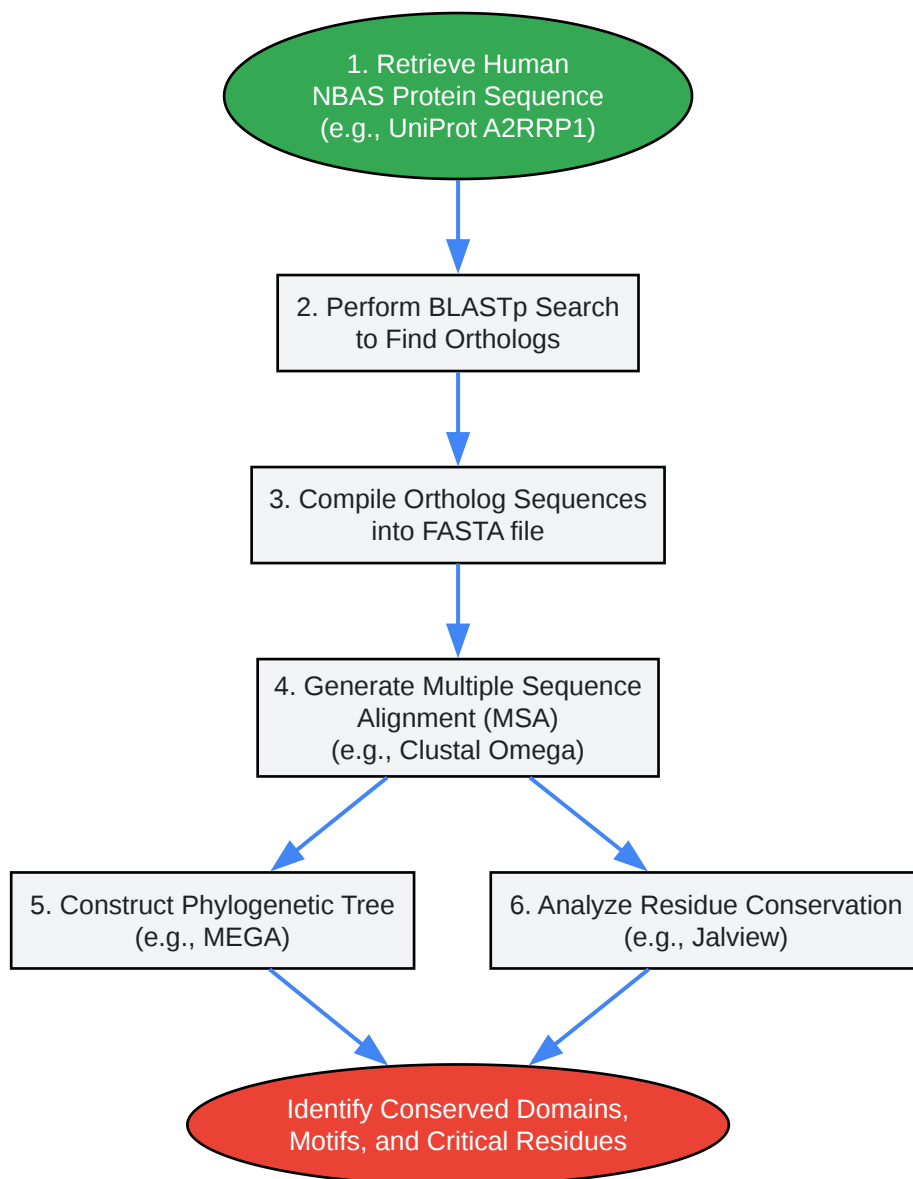 1. Retrieve Human
NBAS Protein Sequence
(e.g., UniProt A2RRP1)
2. Perform BLASTp Search
to Find Orthologs
3. Compile Ortholog Sequences
into FASTA file
4. Generate Multiple Sequence
Alignment (MSA)
(e.g., Clustal Omega)
5. Construct Phylogenetic Tree
(e.g., MEGA)
6. Analyze Residue Conservation
(e.g., Jalview)
Identify Conserved Domains,
Motifs, and Critical Residues